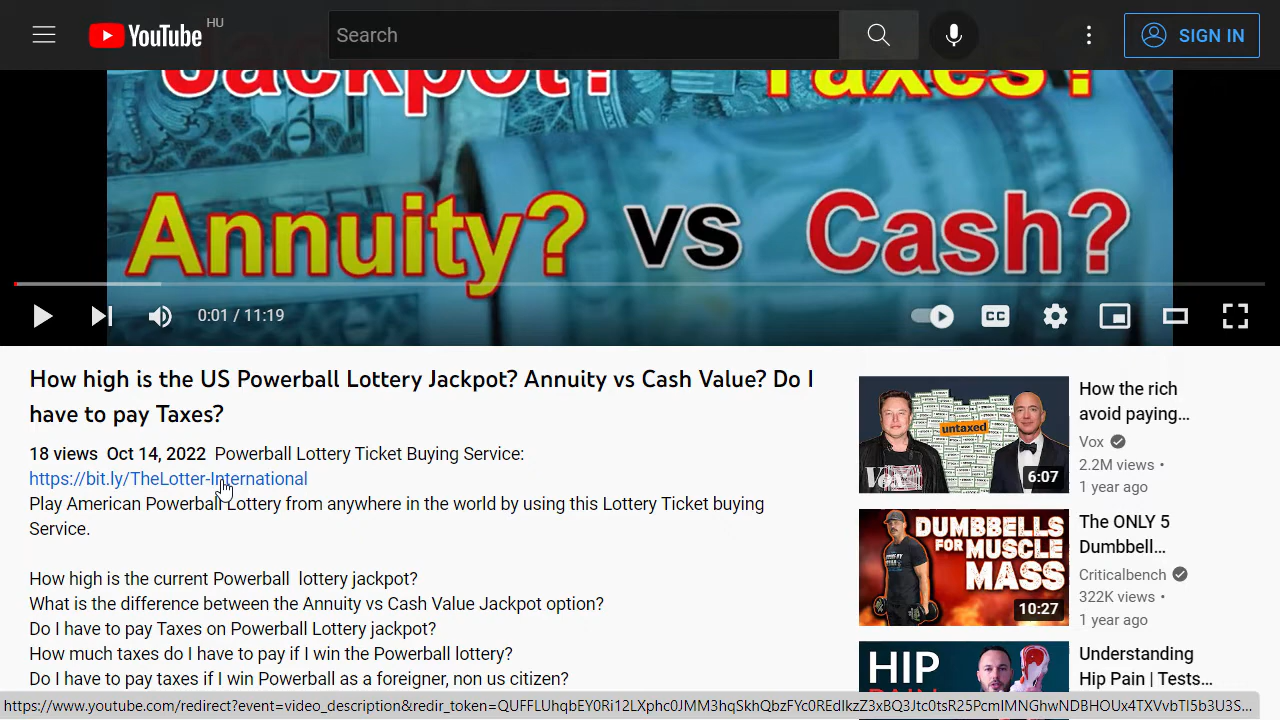 YouTube HU
Search
SIGN IN
Jackpot? Taxes?
Annuity? VS Cash?
0:01 / 11:19
CC
How high is the US Powerball Lottery Jackpot? Annuity vs Cash Value? Do I
have to pay Taxes?
18 views Oct 14, 2022 Powerball Lottery Ticket Buying Service:
https://bit.ly/TheLotter-International
Play American Powerball Lottery from anywhere in the world by using this Lottery Ticket buying
Service.
How high is the current Powerball lottery jackpot?
What is the difference between the Annuity vs Cash Value Jackpot option?
Do I have to pay Taxes on Powerball Lottery jackpot?
How much taxes do I have to pay if I win the Powerball lottery?
Do I have to pay taxes if I win Powerball as a foreigner, non us citizen?
untaxed
Vox
6:07
How the rich
avoid paying...
Vox
2.2M views •
1 year ago
DUMBBELLS
FOR MUSCLE
MASS
10:27
The ONLY 5
Dumbbell...
Criticalbench
322K views •
1 year ago
HIP
PAIN
Understanding
Hip Pain | Tests...